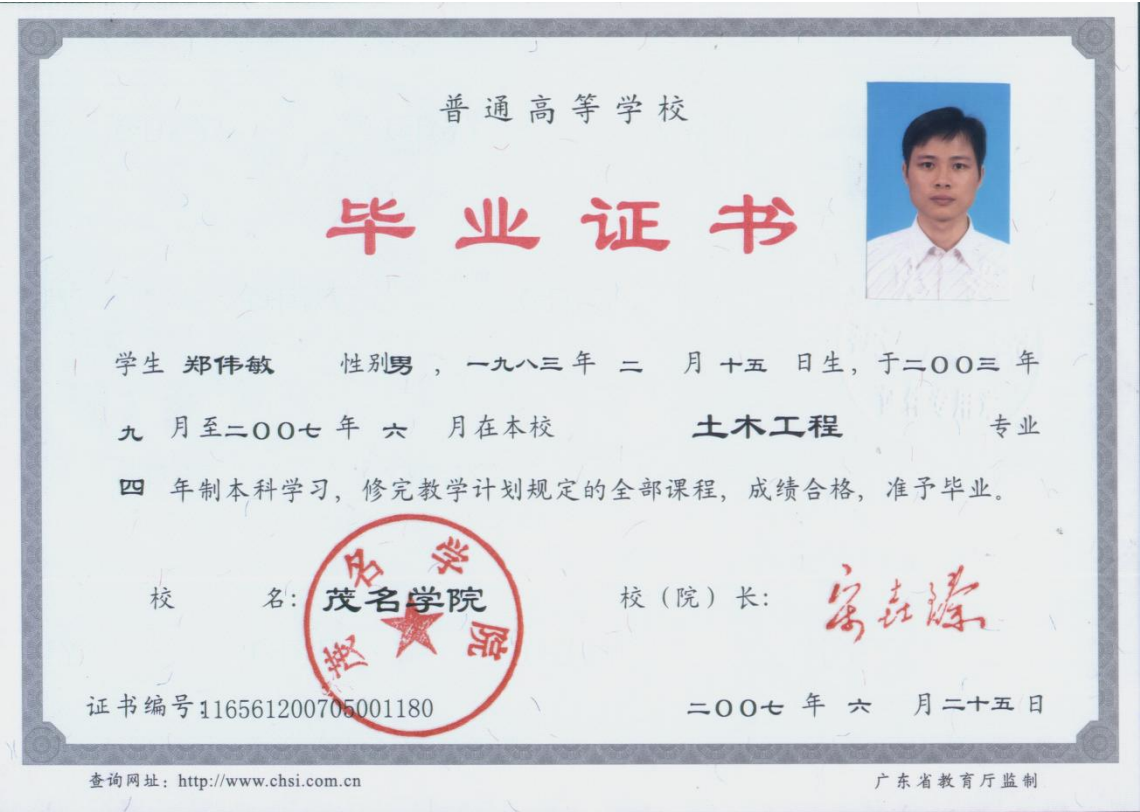 普通高等学校
毕业证书
学生 郑伟敏 性别男，一九八三年 二 月 十五 日生，于二〇〇三 年
九 月至二〇〇七 年 六 月在本校 土木工程 专业
四 年制本科学习，修完教学计划规定的全部课程，成绩合格，准予毕业。
校 名：茂名学院 校（院）长：
茂名学院
证书编号：116561200705001180 二〇〇七 年 六 月二十五日
查询网址：http://www.chsi.com.cn 广东省教育厅监制